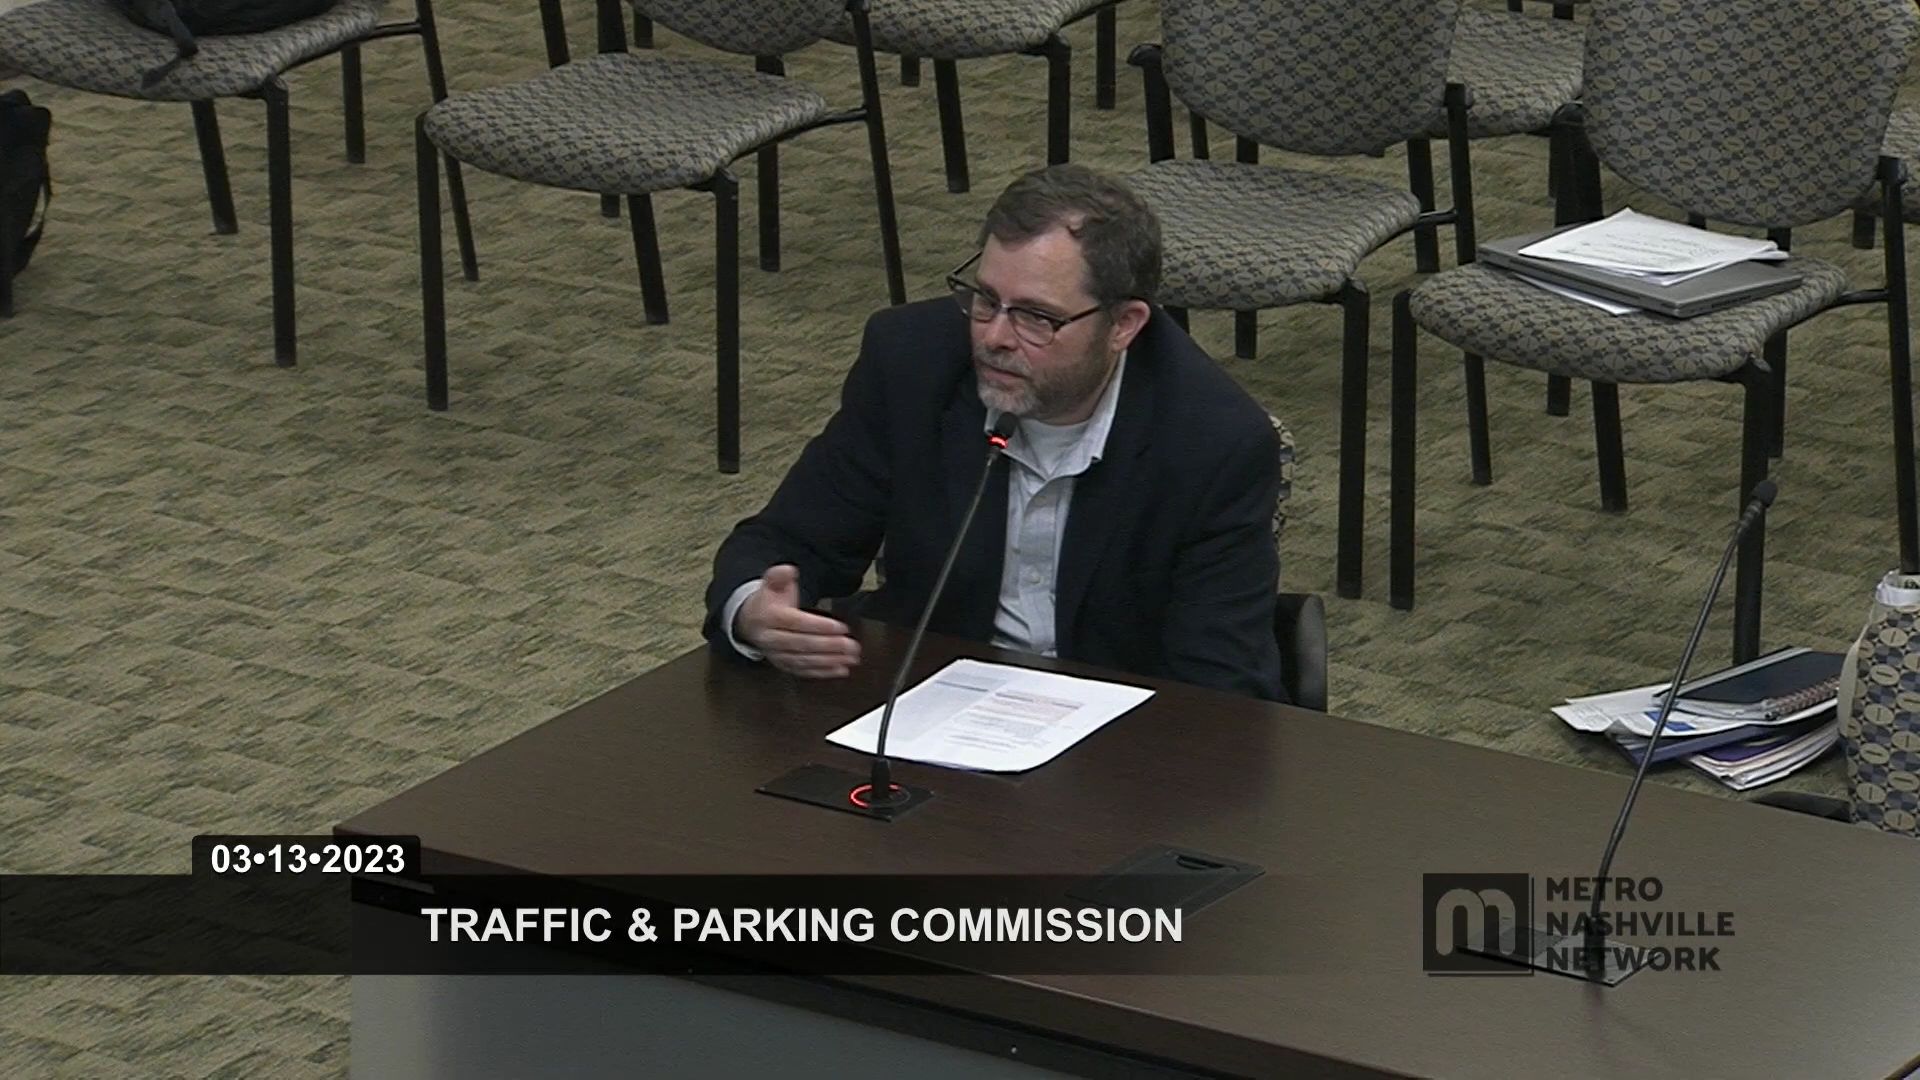 03•13•2023
TRAFFIC & PARKING COMMISSION
METRO
NASHVILLE
NETWORK